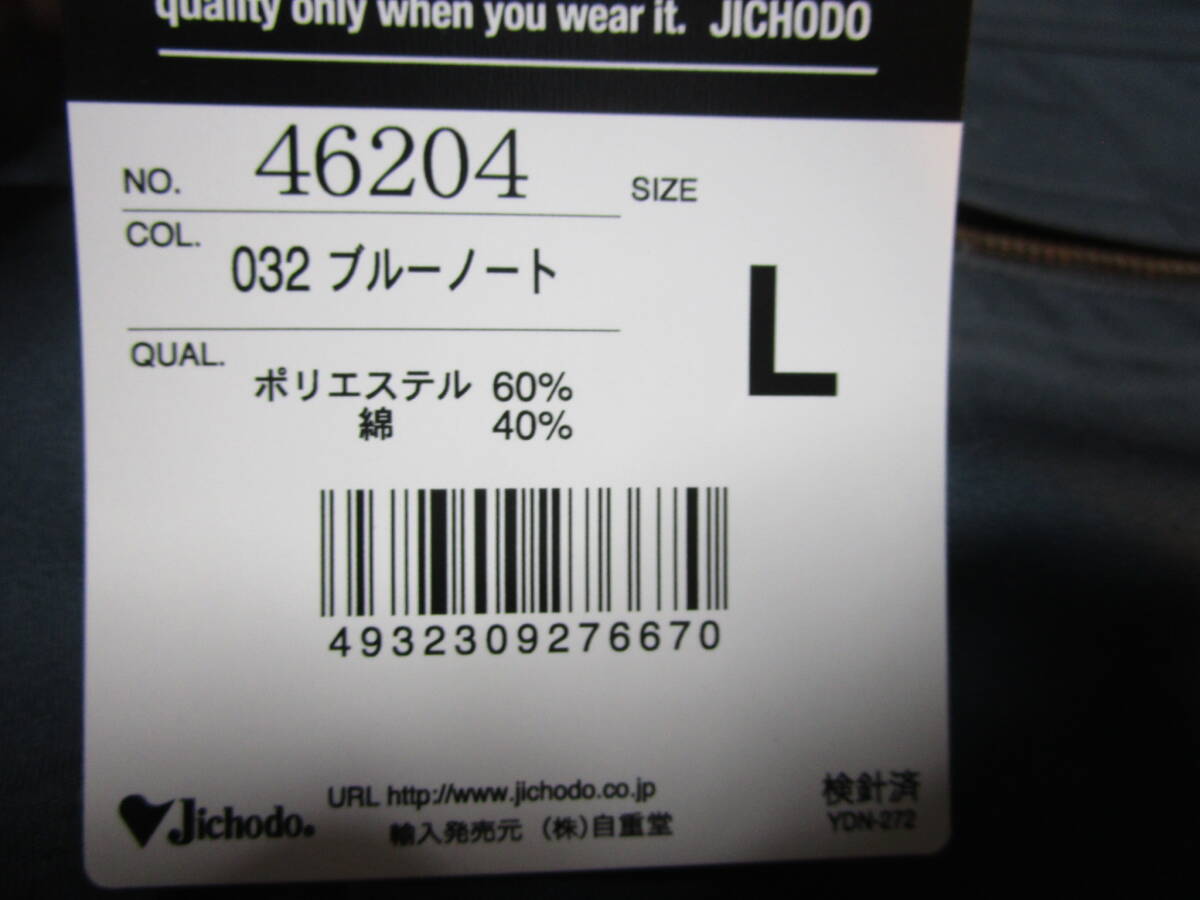 quality only when you wear it. JICHODO
NO. 46204
SIZE
COL.
032 ブルーノート
L
QUAL.
ポリエステル 60%
綿 40%
4932309276670
Jichodo.
URL http://www.jichodo.co.jp
輸入発売元 (株)自重堂
検針済
YDN-272